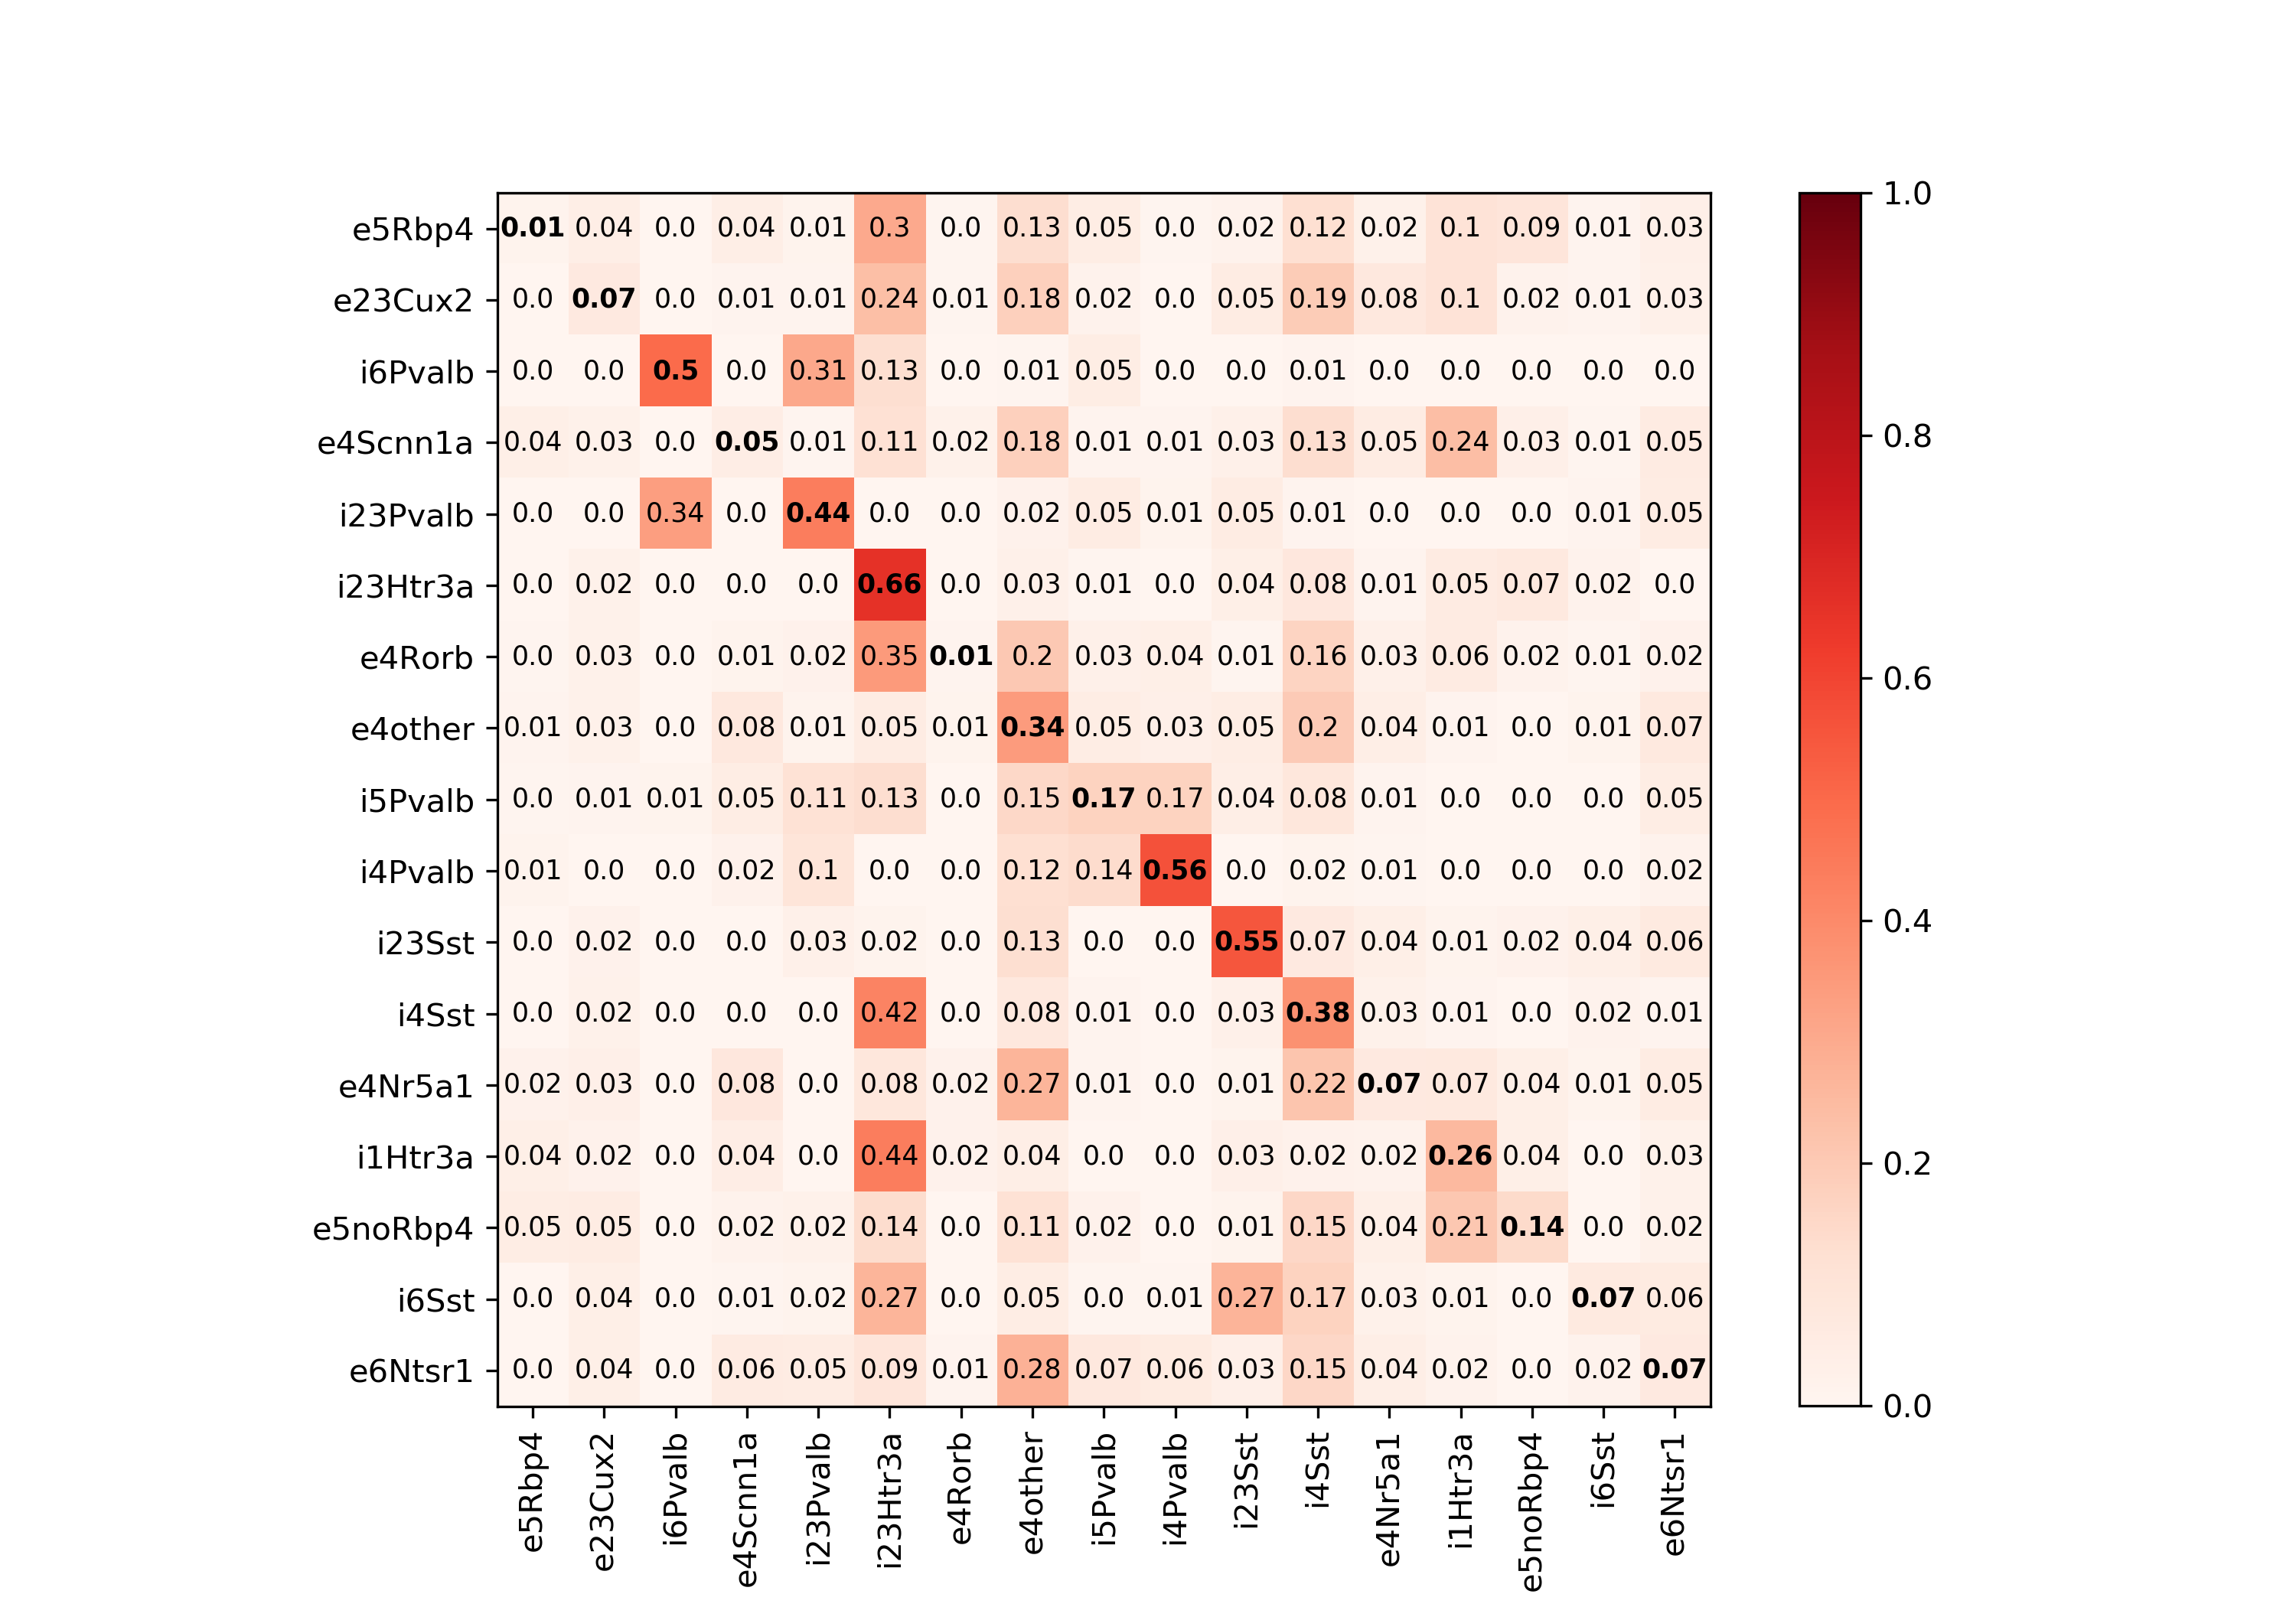 e5Rbp4 0.01 0.04 0.0 0.04 0.01 0.3 0.0 0.13 0.05 0.0 0.02 0.12 0.02 0.1 0.09 0.01 0.03
e23Cux2 0.0 0.07 0.0 0.01 0.01 0.24 0.01 0.18 0.02 0.0 0.05 0.19 0.08 0.1 0.02 0.01 0.03
i6Pvalb 0.0 0.0 0.5 0.0 0.31 0.13 0.0 0.01 0.05 0.0 0.0 0.01 0.0 0.0 0.0 0.0 0.0
e4Scnn1a 0.04 0.03 0.0 0.05 0.01 0.11 0.02 0.18 0.01 0.01 0.03 0.13 0.05 0.24 0.03 0.01 0.05
i23Pvalb 0.0 0.0 0.34 0.0 0.44 0.0 0.0 0.02 0.05 0.01 0.05 0.01 0.0 0.0 0.0 0.01 0.05
i23Htr3a 0.0 0.02 0.0 0.0 0.0 0.66 0.0 0.03 0.01 0.0 0.04 0.08 0.01 0.05 0.07 0.02 0.0
e4Rorb 0.0 0.03 0.0 0.01 0.02 0.35 0.01 0.2 0.03 0.04 0.01 0.16 0.03 0.06 0.02 0.01 0.02
e4other 0.01 0.03 0.0 0.08 0.01 0.05 0.01 0.34 0.05 0.03 0.05 0.2 0.04 0.01 0.0 0.01 0.07
i5Pvalb 0.0 0.01 0.01 0.05 0.11 0.13 0.0 0.15 0.17 0.17 0.04 0.08 0.01 0.0 0.0 0.0 0.05
i4Pvalb 0.01 0.0 0.0 0.02 0.1 0.0 0.0 0.12 0.14 0.56 0.0 0.02 0.01 0.0 0.0 0.0 0.02
i23Sst 0.0 0.02 0.0 0.0 0.03 0.02 0.0 0.13 0.0 0.0 0.55 0.07 0.04 0.01 0.02 0.04 0.06
i4Sst 0.0 0.02 0.0 0.0 0.0 0.42 0.0 0.08 0.01 0.0 0.03 0.38 0.03 0.01 0.0 0.02 0.01
e4Nr5a1 0.02 0.03 0.0 0.08 0.0 0.08 0.02 0.27 0.01 0.0 0.01 0.22 0.07 0.07 0.04 0.01 0.05
i1Htr3a 0.04 0.02 0.0 0.04 0.0 0.44 0.02 0.04 0.0 0.0 0.03 0.02 0.02 0.26 0.04 0.0 0.03
e5noRbp4 0.05 0.05 0.0 0.02 0.02 0.14 0.0 0.11 0.02 0.0 0.01 0.15 0.04 0.21 0.14 0.0 0.02
i6Sst 0.0 0.04 0.0 0.01 0.02 0.27 0.0 0.05 0.0 0.01 0.27 0.17 0.03 0.01 0.0 0.07 0.06
e6Ntsr1 0.0 0.04 0.0 0.06 0.05 0.09 0.01 0.28 0.07 0.06 0.03 0.15 0.04 0.02 0.0 0.02 0.07
e5Rbp4
e23Cux2
i6Pvalb
e4Scnn1a
i23Pvalb
i23Htr3a
e4Rorb
e4other
i5Pvalb
i4Pvalb
i23Sst
i4Sst
e4Nr5a1
i1Htr3a
e5noRbp4
i6Sst
e6Ntsr1
1.0
0.8
0.6
0.4
0.2
0.0